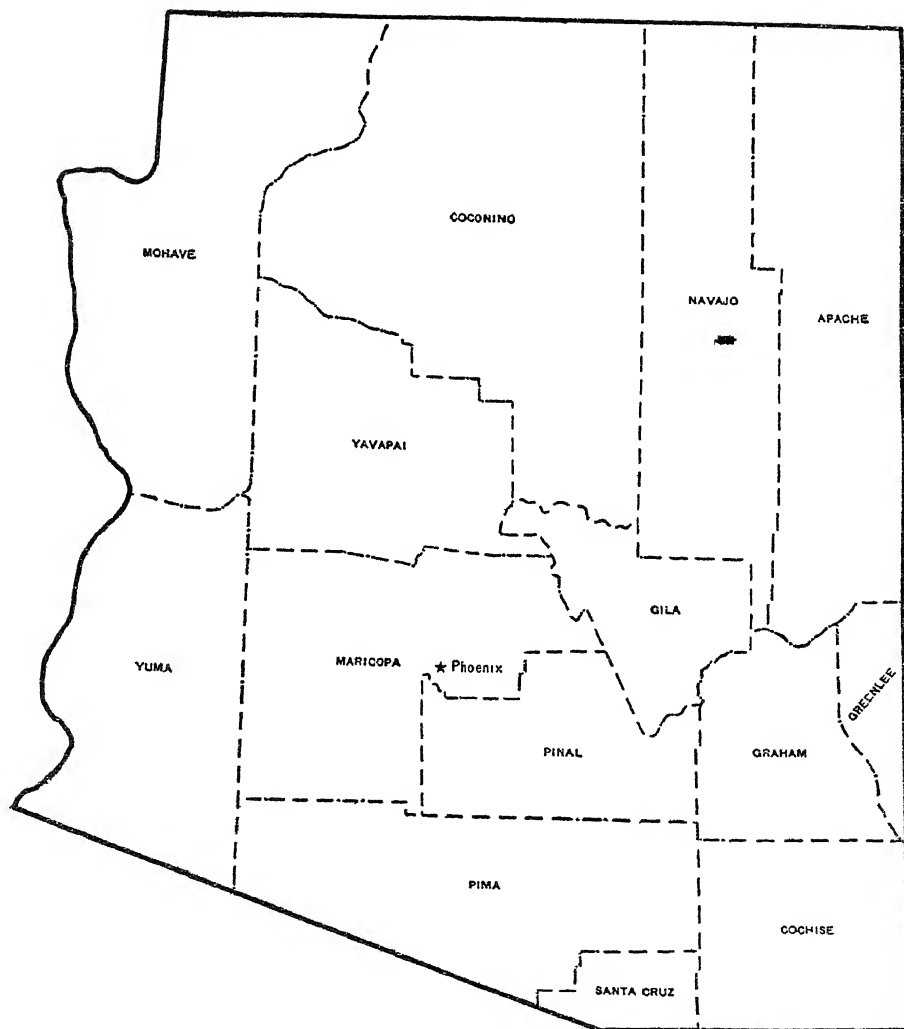 COCONINO
MOHAVE
NAVAJO
APACHE
YAVAPAI
GILA
YUMA
MARICOPA
★ Phoenix
GREENLEE
PINAL
GRAHAM
PIMA
COCHISE
SANTA CRUZ